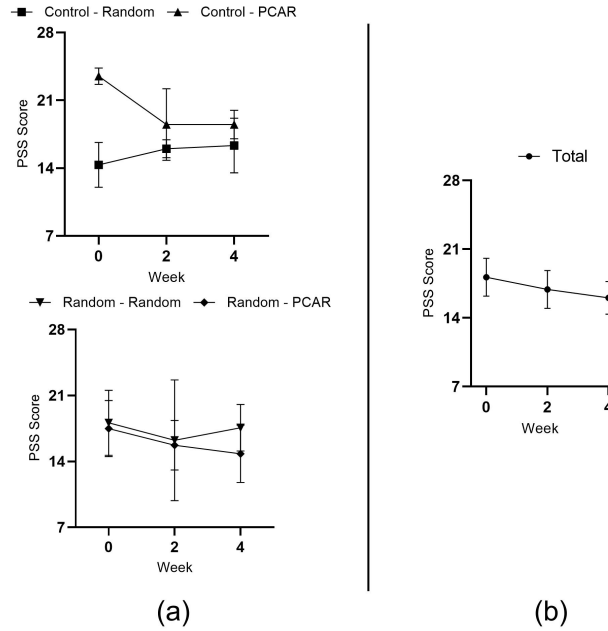 Control - Random Control - PCAR
28
21
14
7
PSS Score
0 2 4
Week
Random - Random Random - PCAR
28
21
14
7
PSS Score
0 2 4
Week
(a)
Total
28
21
14
7
PSS Score
0 2 4
Week
(b)